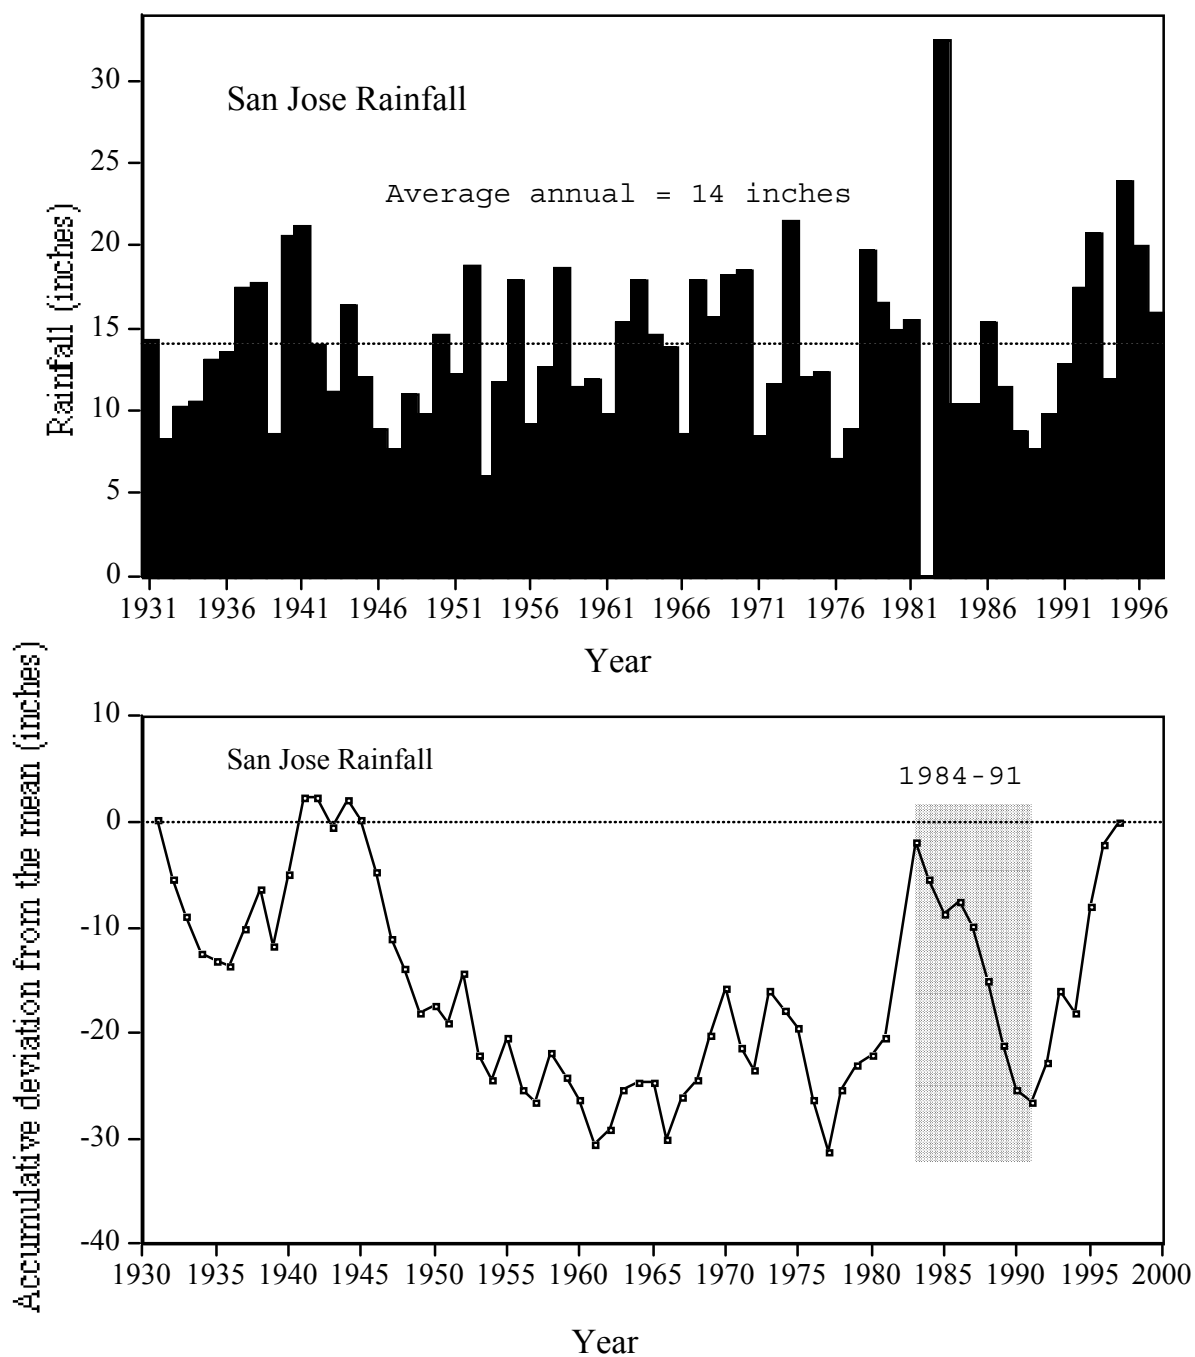 San Jose Rainfall
Average annual = 14 inches
Rainfall (inches)
30
25
20
15
10
5
0
1931 1936 1941 1946 1951 1956 1961 1966 1971 1976 1981 1986 1991 1996
Year
Accumulative deviation from the mean (inches)
San Jose Rainfall
1984-91
10
0
-10
-20
-30
-40
1930 1935 1940 1945 1950 1955 1960 1965 1970 1975 1980 1985 1990 1995 2000
Year